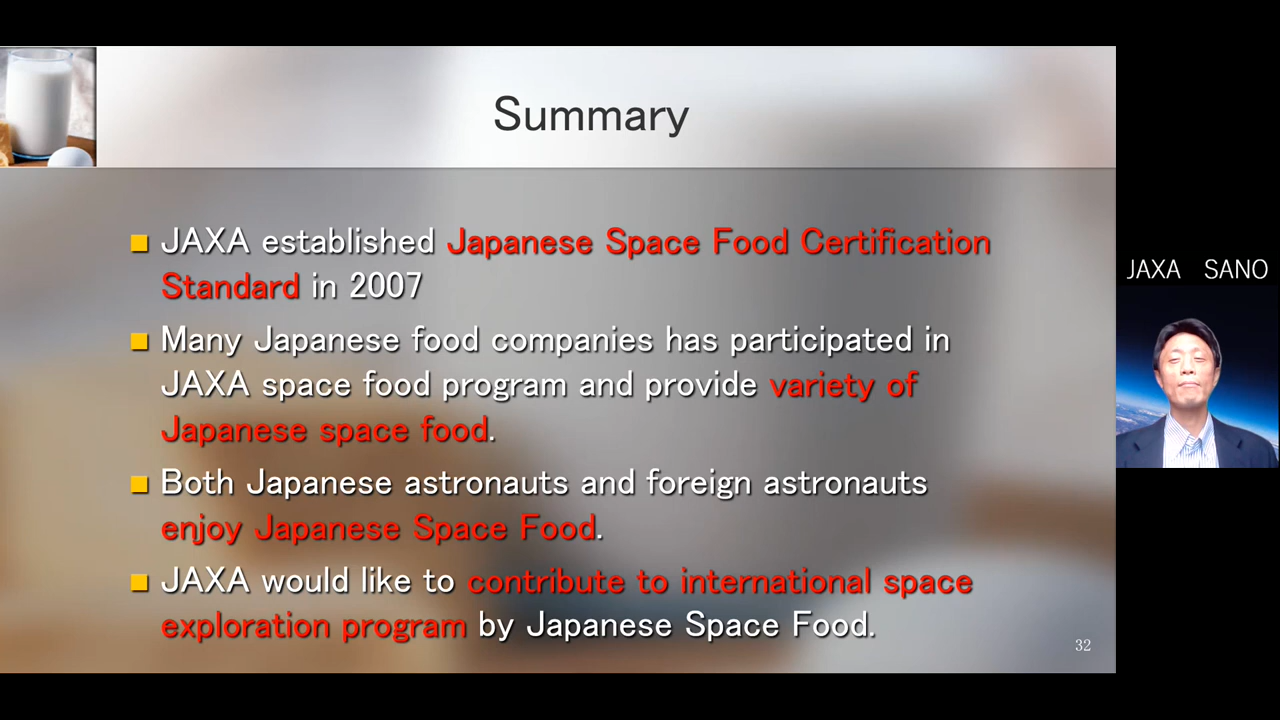 Summary
JAXA established Japanese Space Food Certification
Standard in 2007
Many Japanese food companies has participated in
JAXA space food program and provide variety of
Japanese space food.
Both Japanese astronauts and foreign astronauts
enjoy Japanese Space Food.
JAXA would like to contribute to international space
exploration program by Japanese Space Food.
32
JAXA SANO